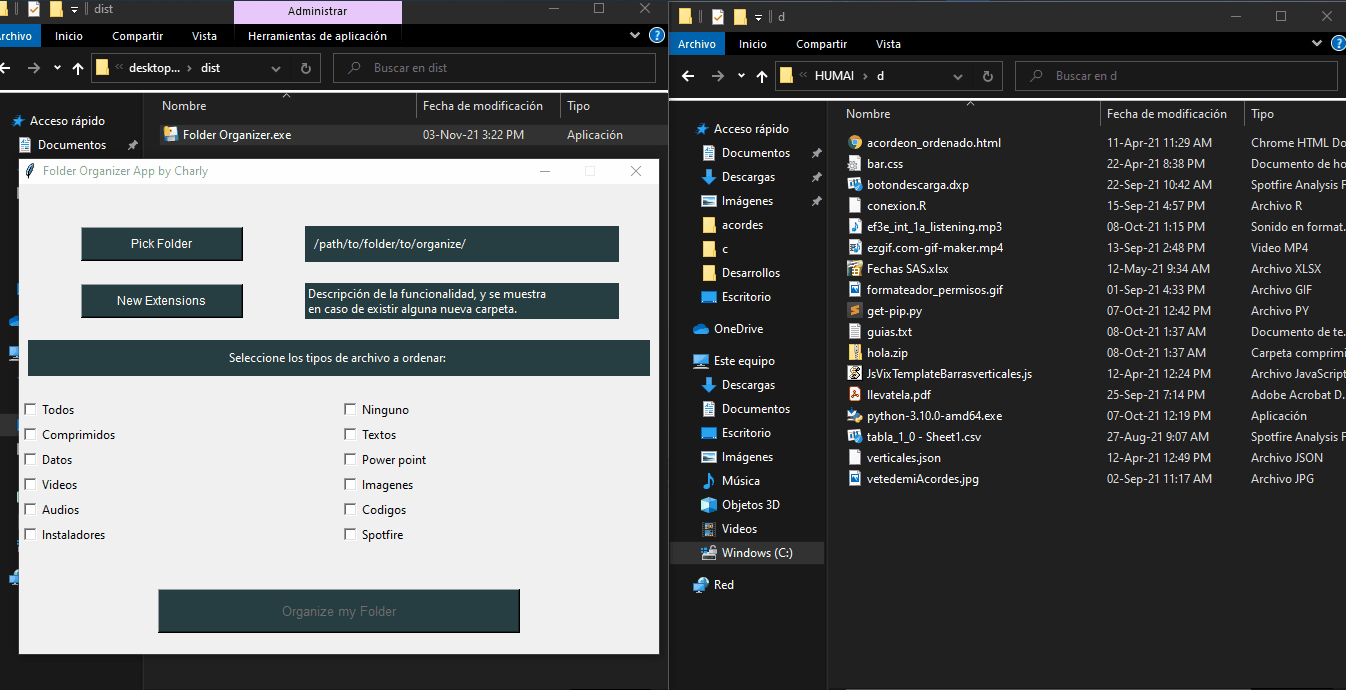 dist
Administrar
Archivo Inicio Compartir Vista Herramientas de aplicación
desktop... dist
Buscar en dist
Nombre Fecha de modificación Tipo
Acceso rápido
Documentos
Folder Organizer.exe 03-Nov-21 3:22 PM Aplicación
Folder Organizer App by Charly
Pick Folder
/path/to/folder/to/organize/
New Extensions
Descripción de la funcionalidad, y se muestra
en caso de existir alguna nueva carpeta.
Seleccione los tipos de archivo a ordenar:
Todos Ninguno
Comprimidos Textos
Datos Power point
Videos Imagenes
Audios Codigos
Instaladores Spotfire
Organize my Folder
d
Archivo Inicio Compartir Vista
HUMAI d
Buscar en d
Acceso rápido
Documentos
Descargas
Imágenes
acordes
c
Desarrollos
Escritorio
OneDrive
Este equipo
Descargas
Documentos
Escritorio
Imágenes
Música
Objetos 3D
Videos
Windows (C:)
Red
Nombre Fecha de modificación Tipo
acordeon_ordenado.html 11-Apr-21 11:29 AM Chrome HTML Do
bar.css 22-Apr-21 8:38 PM Documento de ho
botondescarga.dxp 22-Sep-21 10:42 AM Spotfire Analysis F
conexion.R 15-Sep-21 4:57 PM Archivo R
ef3e_int_1a_listening.mp3 08-Oct-21 1:15 PM Sonido en format.
ezgif.com-gif-maker.mp4 13-Sep-21 2:48 PM Video MP4
Fechas SAS.xlsx 12-May-21 9:34 AM Archivo XLSX
formateador_permisos.gif 01-Sep-21 4:33 PM Archivo GIF
get-pip.py 07-Oct-21 12:42 PM Archivo PY
guias.txt 08-Oct-21 1:37 AM Documento de te.
hola.zip 08-Oct-21 1:37 AM Carpeta comprimi
JsVixTemplateBarrasverticales.js 12-Apr-21 12:24 PM Archivo JavaScript
llevatela.pdf 25-Sep-21 7:14 PM Adobe Acrobat D.
python-3.10.0-amd64.exe 07-Oct-21 12:19 PM Aplicación
tabla_1_0 - Sheet1.csv 27-Aug-21 9:07 AM Spotfire Analysis F
verticales.json 12-Apr-21 12:49 PM Archivo JSON
vetedemiAcordes.jpg 02-Sep-21 11:17 AM Archivo JPG